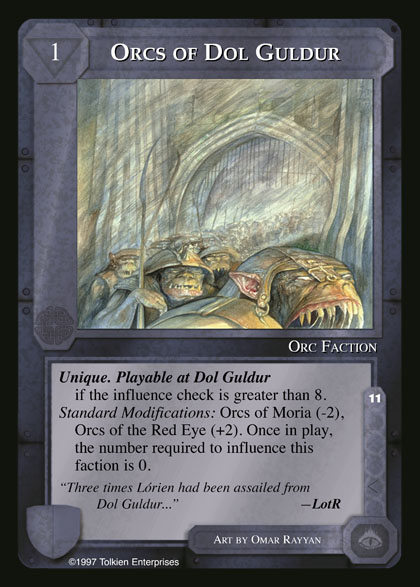 1
Orcs of Dol Guldur
Orc Faction
Unique. Playable at Dol Guldur
if the influence check is greater than 8.
Standard Modifications: Orcs of Moria (-2),
Orcs of the Red Eye (+2). Once in play,
the number required to influence this
faction is 0.
11
“Three times Lórien had been assailed from
Dol Guldur...” —LotR
Art by Omar Rayyan
©1997 Tolkien Enterprises